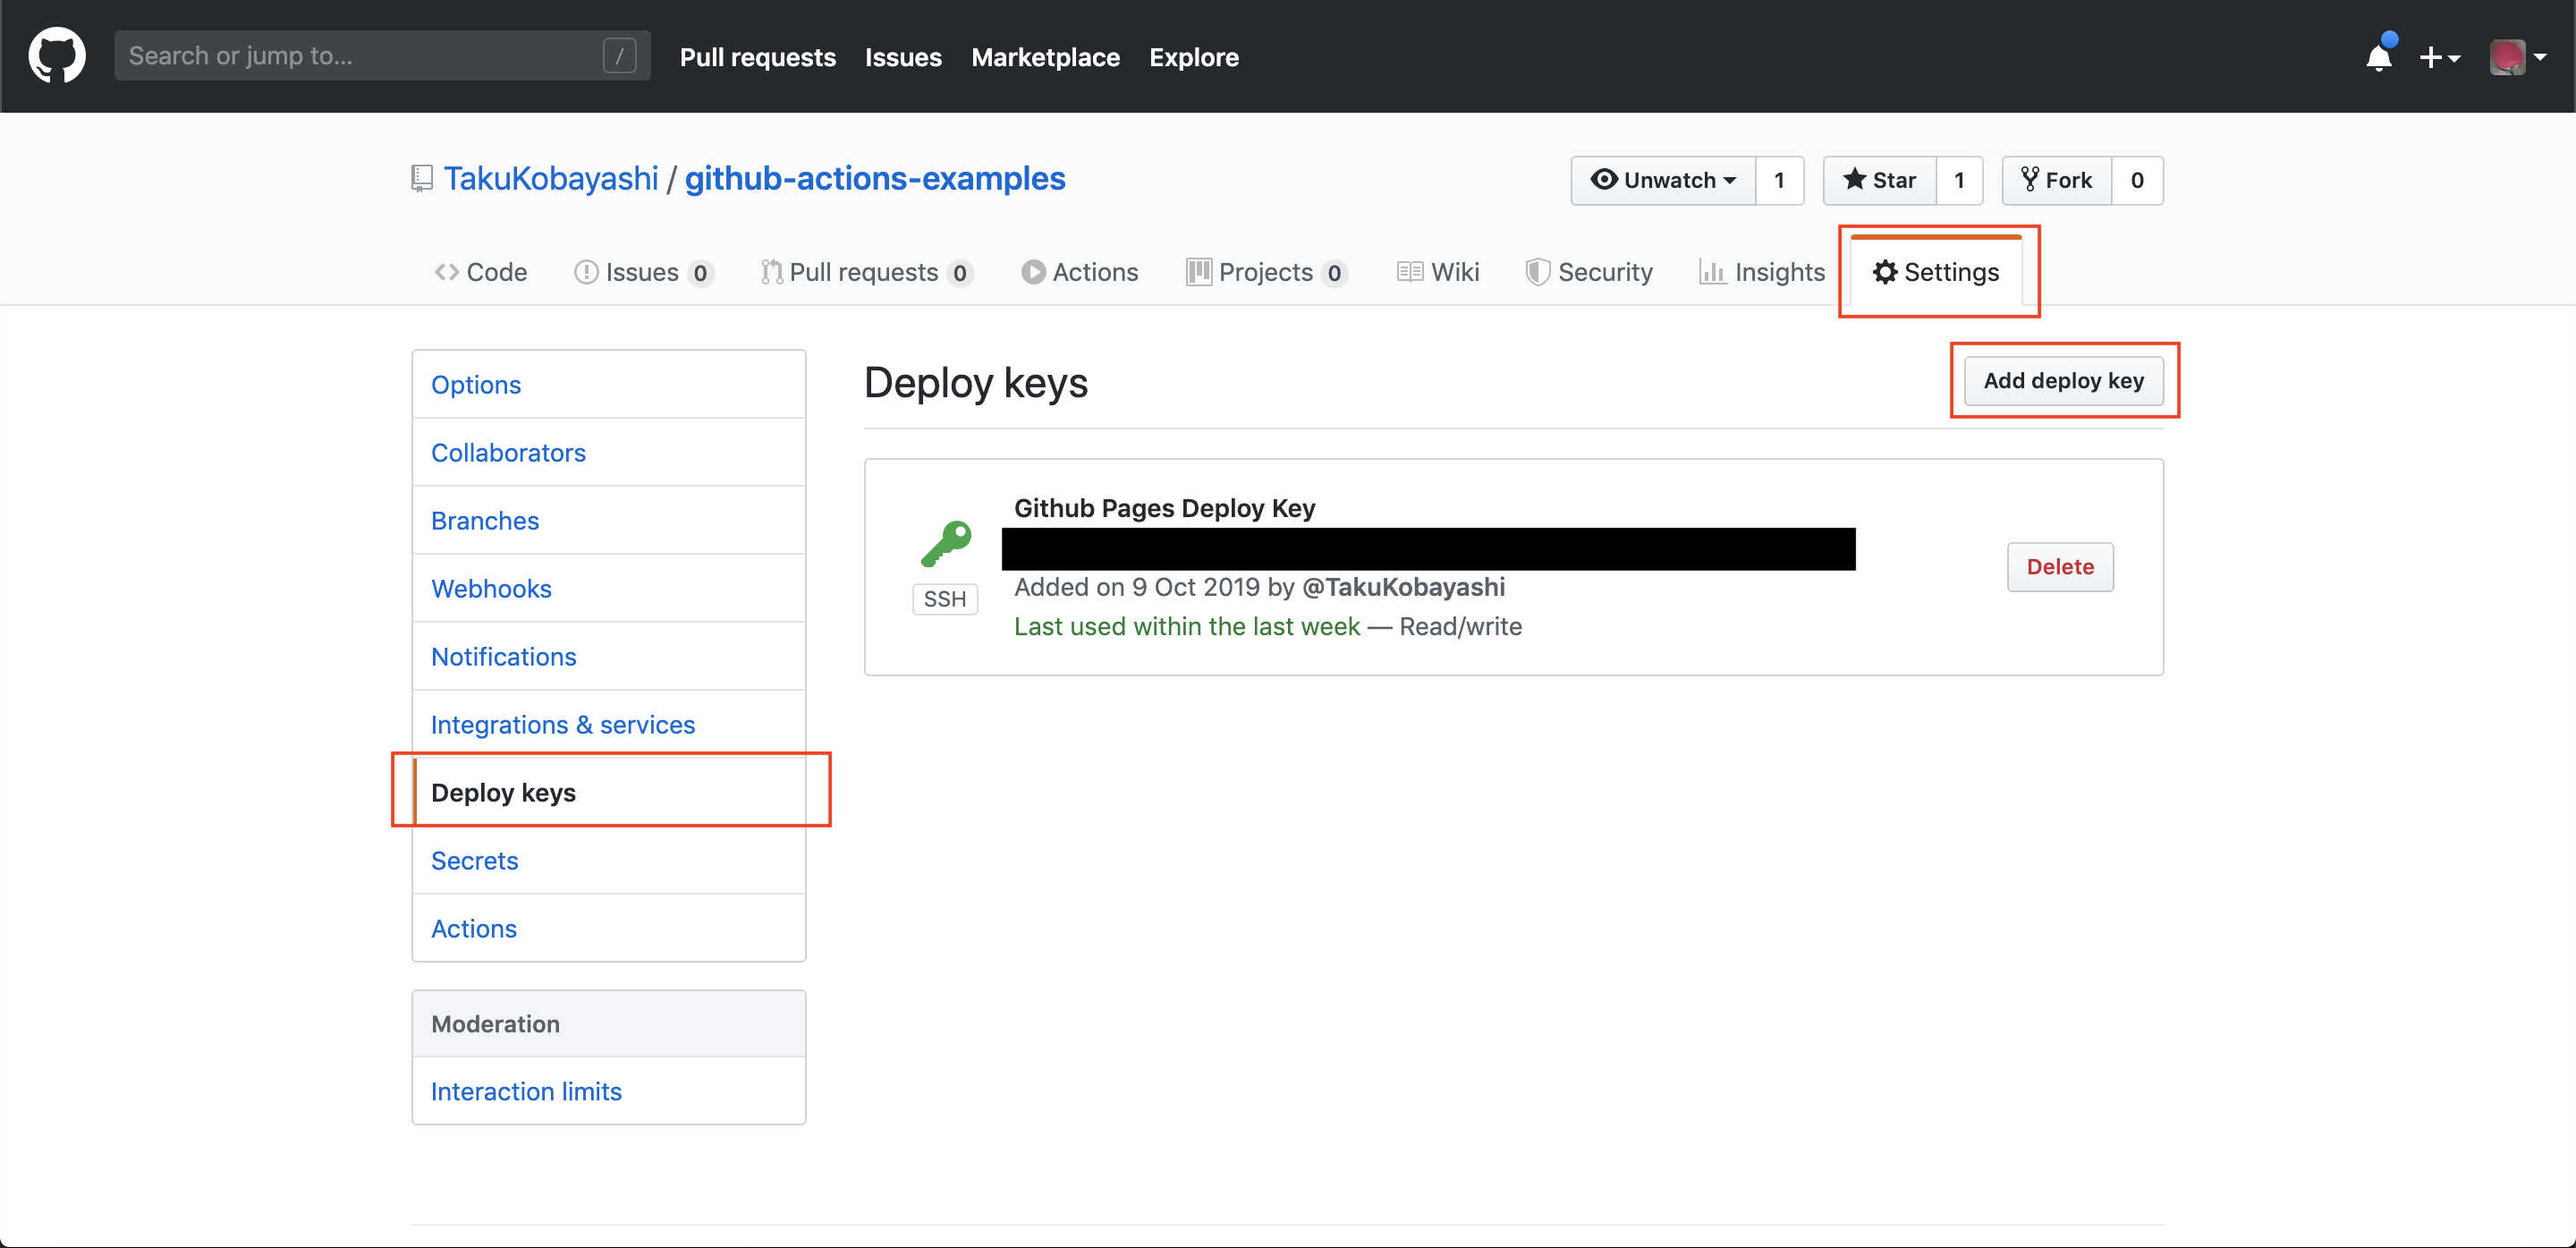 Search or jump to... / Pull requests Issues Marketplace Explore
TakuKobayashi / github-actions-examples Unwatch 1 Star 1 Fork 0
Code Issues 0 Pull requests 0 Actions Projects 0 Wiki Security Insights Settings
Options
Collaborators
Branches
Webhooks
Notifications
Integrations & services
Deploy keys
Secrets
Actions
Moderation
Interaction limits
Deploy keys Add deploy key
Github Pages Deploy Key
SSH
Added on 9 Oct 2019 by @TakuKobayashi
Last used within the last week — Read/write
Delete